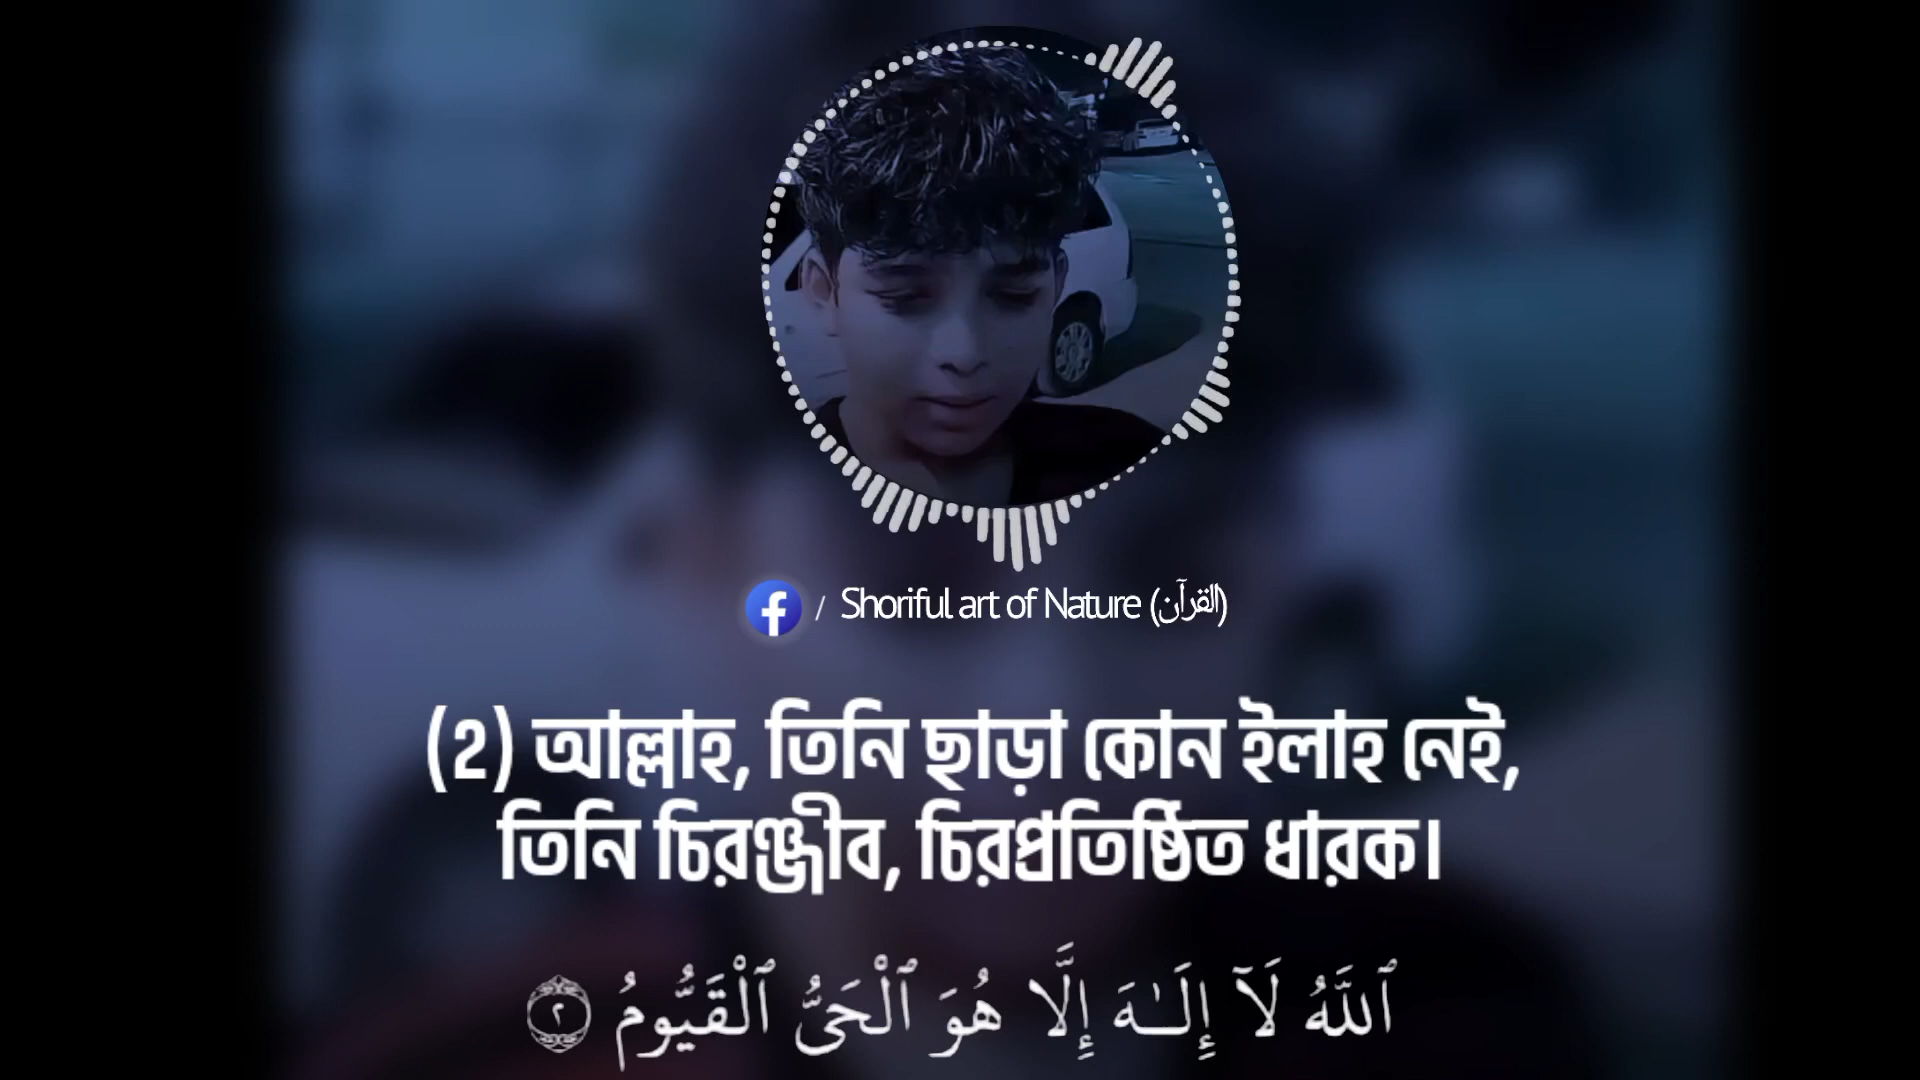 / Shoriful art of Nature (القرآن)
(2) আল্লাহ, তিনি ছাড়া কোন ইলাহ নেই,
তিনি চিরঞ্জীব, চিরপ্রতিষ্ঠিত ধারক।
ٱللَّهُ لَآ إِلَـٰهَ إِلَّا هُوَ ٱلْحَىُّ ٱلْقَيُّومُ ٢